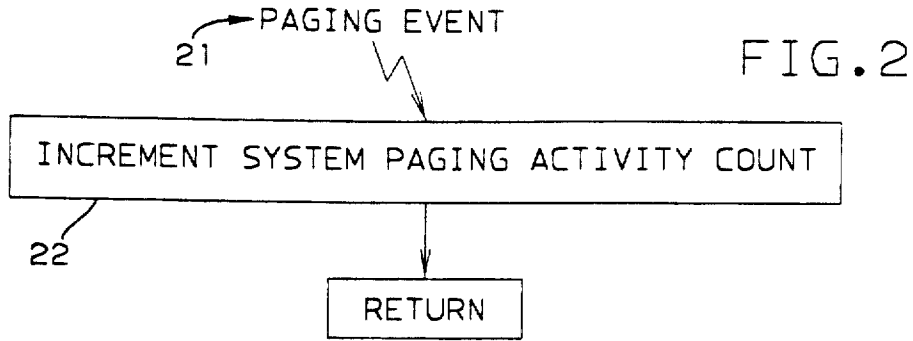 PAGING EVENT
21
FIG.2
INCREMENT SYSTEM PAGING ACTIVITY COUNT
22
RETURN